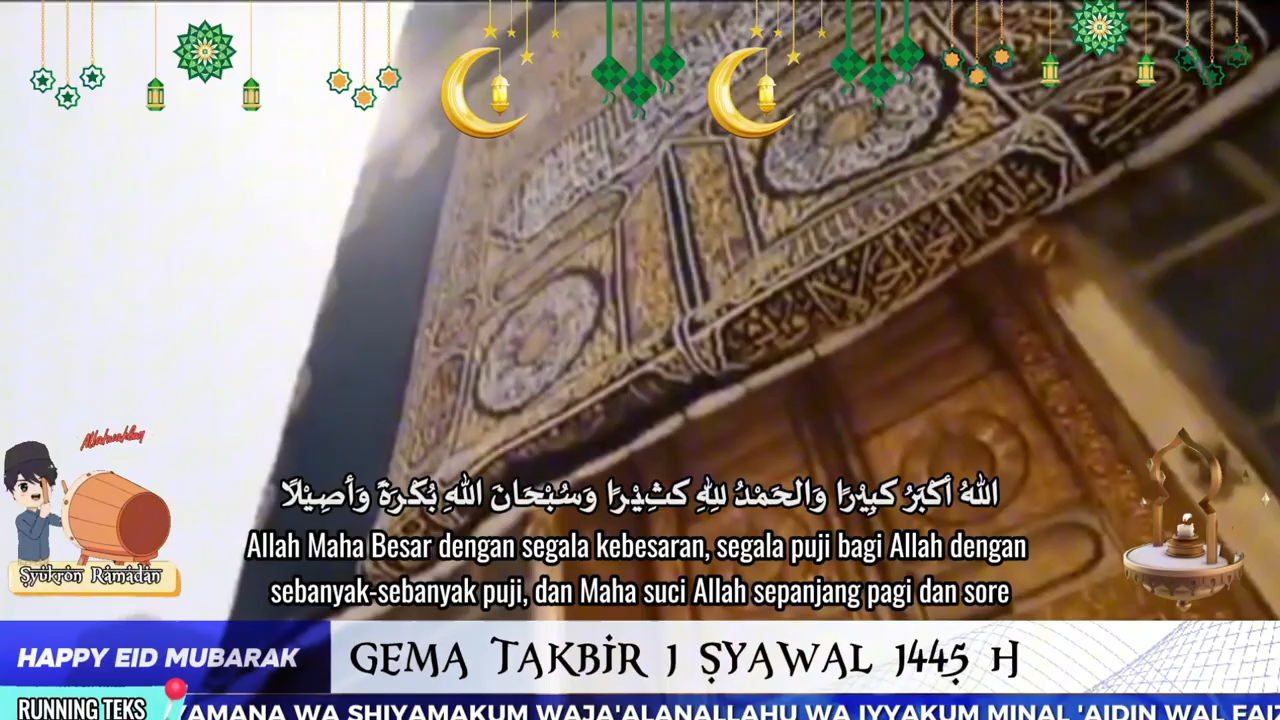 اللهُ أَكْبَرُ كَبِيْرًا وَالْحَمْدُ لِلّٰهِ كَثِيْرًا وَسُبْحَانَ اللهِ بُكْرَةً وَأَصِيْلًا
Allah Maha Besar dengan segala kebesaran, segala puji bagi Allah dengan
sebanyak-sebanyak puji, dan Maha suci Allah sepanjang pagi dan sore
Syukron Ramadan
HAPPY EID MUBARAK
GEMA TAKBIR 1 SYAWAL 1445 H
RUNNING TEKS
YAMANA WA SHIYAMAKUM WAJA'ALANALLAHU WA IYYAKUM MINAL 'AIDIN WAL FAI